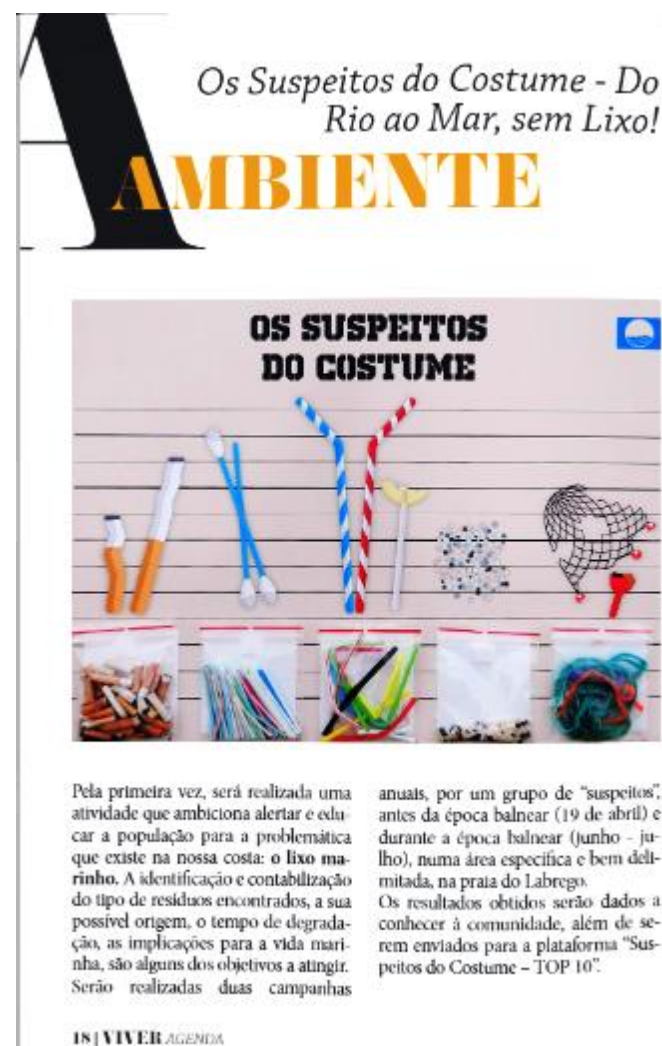 Os Suspeitos do Costume - Do
Rio ao Mar, sem Lixo!
AMBIENTE
OS SUSPEITOS
DO COSTUME
Pela primeira vez, será realizada uma
atividade que ambiciona alertar e edu-
car a população para a problemática
que existe na nossa costa: o lixo ma-
rinho. A identificação e contabilização
do tipo de resíduos encontrados, a sua
possível origem, o tempo de degrada-
ção, as implicações para a vida mari-
nha, são alguns dos objetivos a atingir.
Serão realizadas duas campanhas
anuais, por um grupo de "suspeitos",
antes da época balnear (19 de abril) e
durante a época balnear (junho - ju-
lho), numa área especifica e bem deli-
mitada, na praia do Labrego.
Os resultados obtidos serão dados a
conhecer à comunidade, além de se-
rem enviados para a plataforma "Sus-
peitos do Costume – TOP 10".
18 | VIVER AGENDA